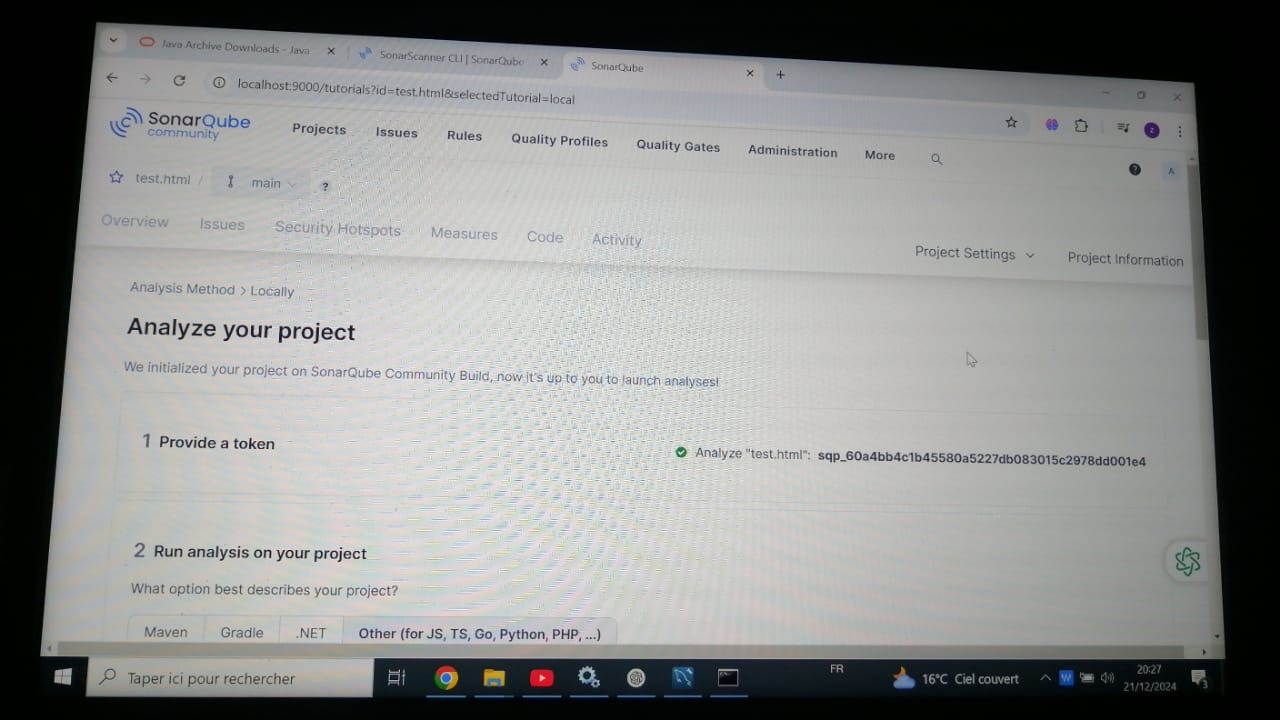 Java Archive Downloads - Java
SonarScanner CLI | SonarQube
SonarQube
localhost:9000/tutorials?id=test.html&selectedTutorial=local
SonarQube
community
Projects Issues Rules Quality Profiles Quality Gates Administration More
A
test.html / main ?
Overview Issues Security Hotspots Measures Code Activity
Project Settings Project Information
Analysis Method > Locally
Analyze your project
We initialized your project on SonarQube Community Build, now it's up to you to launch analyses!
1 Provide a token
Analyze "test.html": sqp_60a4bb4c1b45580a5227db083015c2978dd001e4
2 Run analysis on your project
What option best describes your project?
Maven Gradle .NET Other (for JS, TS, Go, Python, PHP, ...)
Taper ici pour rechercher
FR
16°C Ciel couvert
W
20:27
21/12/2024
3